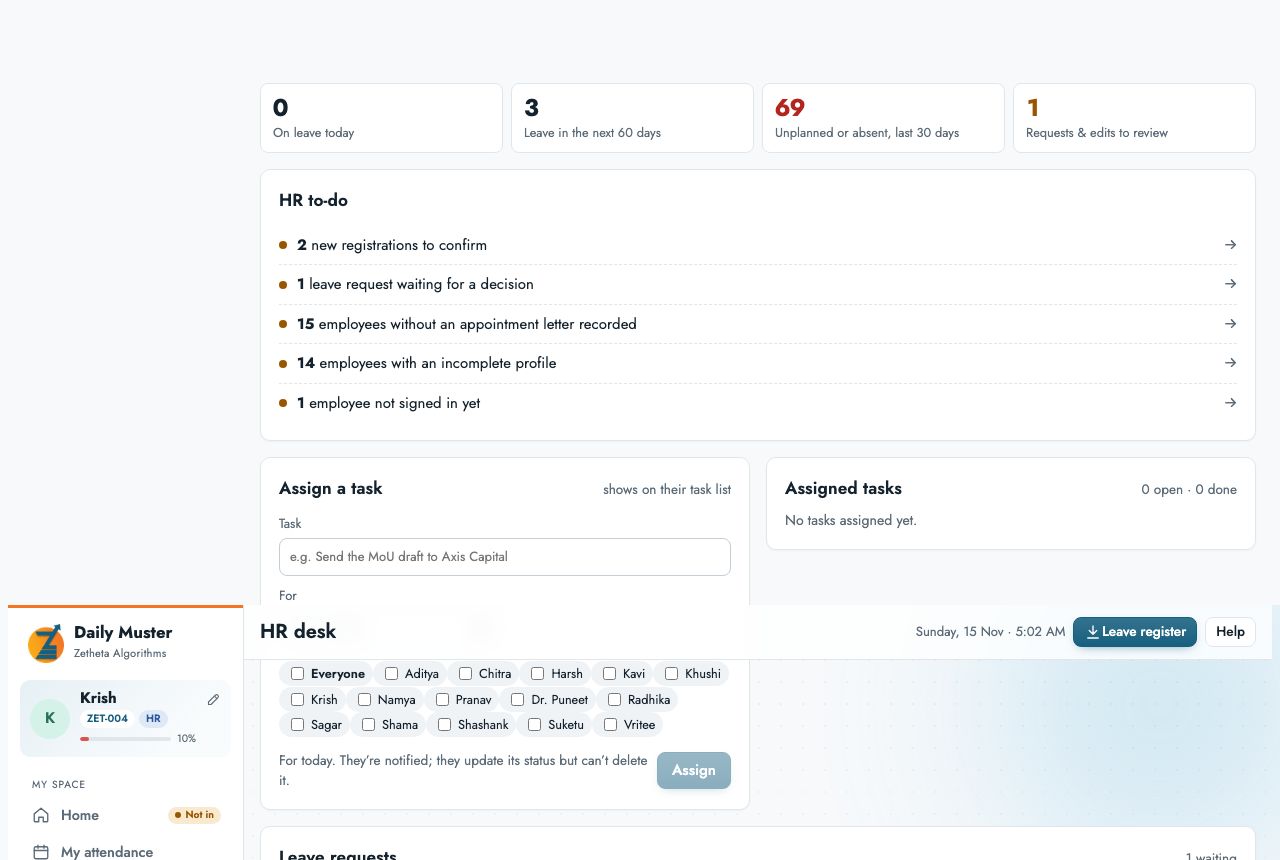 0
On leave today
3
Leave in the next 60 days
69
Unplanned or absent, last 30 days
1
Requests & edits to review
HR to-do
2 new registrations to confirm
1 leave request waiting for a decision
15 employees without an appointment letter recorded
14 employees with an incomplete profile
1 employee not signed in yet
Assign a task
shows on their task list
Task
e.g. Send the MoU draft to Axis Capital
For
Assigned tasks
0 open · 0 done
No tasks assigned yet.
Daily Muster
Zetheta Algorithms
K
Krish
ZET-004 HR
10%
MY SPACE
Home
Not in
My attendance
HR desk
Sunday, 15 Nov · 5:02 AM
Leave register
Help
Everyone Aditya Chitra Harsh Kavi Khushi
Krish Namya Pranav Dr. Puneet Radhika
Sagar Shama Shashank Suketu Vritee
For today. They’re notified; they update its status but can’t delete
it.
Assign
Leave requests
1 waiting